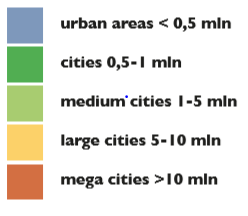 urban areas < 0,5 mln
cities 0,5-1 mln
medium cities 1-5 mln
large cities 5-10 mln
mega cities >10 mln